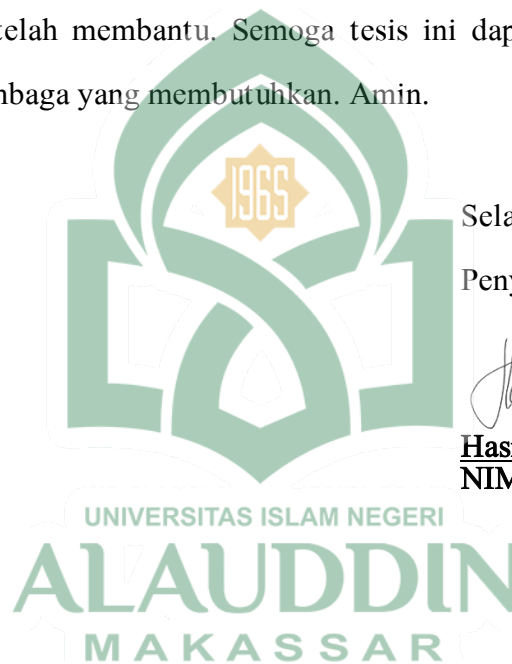 telah membantu. Semoga tesis ini dap
mbaga yang membutuhkan. Amin.
1965
Sela
Peny
Hasi
NIM
UNIVERSITAS ISLAM NEGERI
ALAUDDIN
MAKASSAR